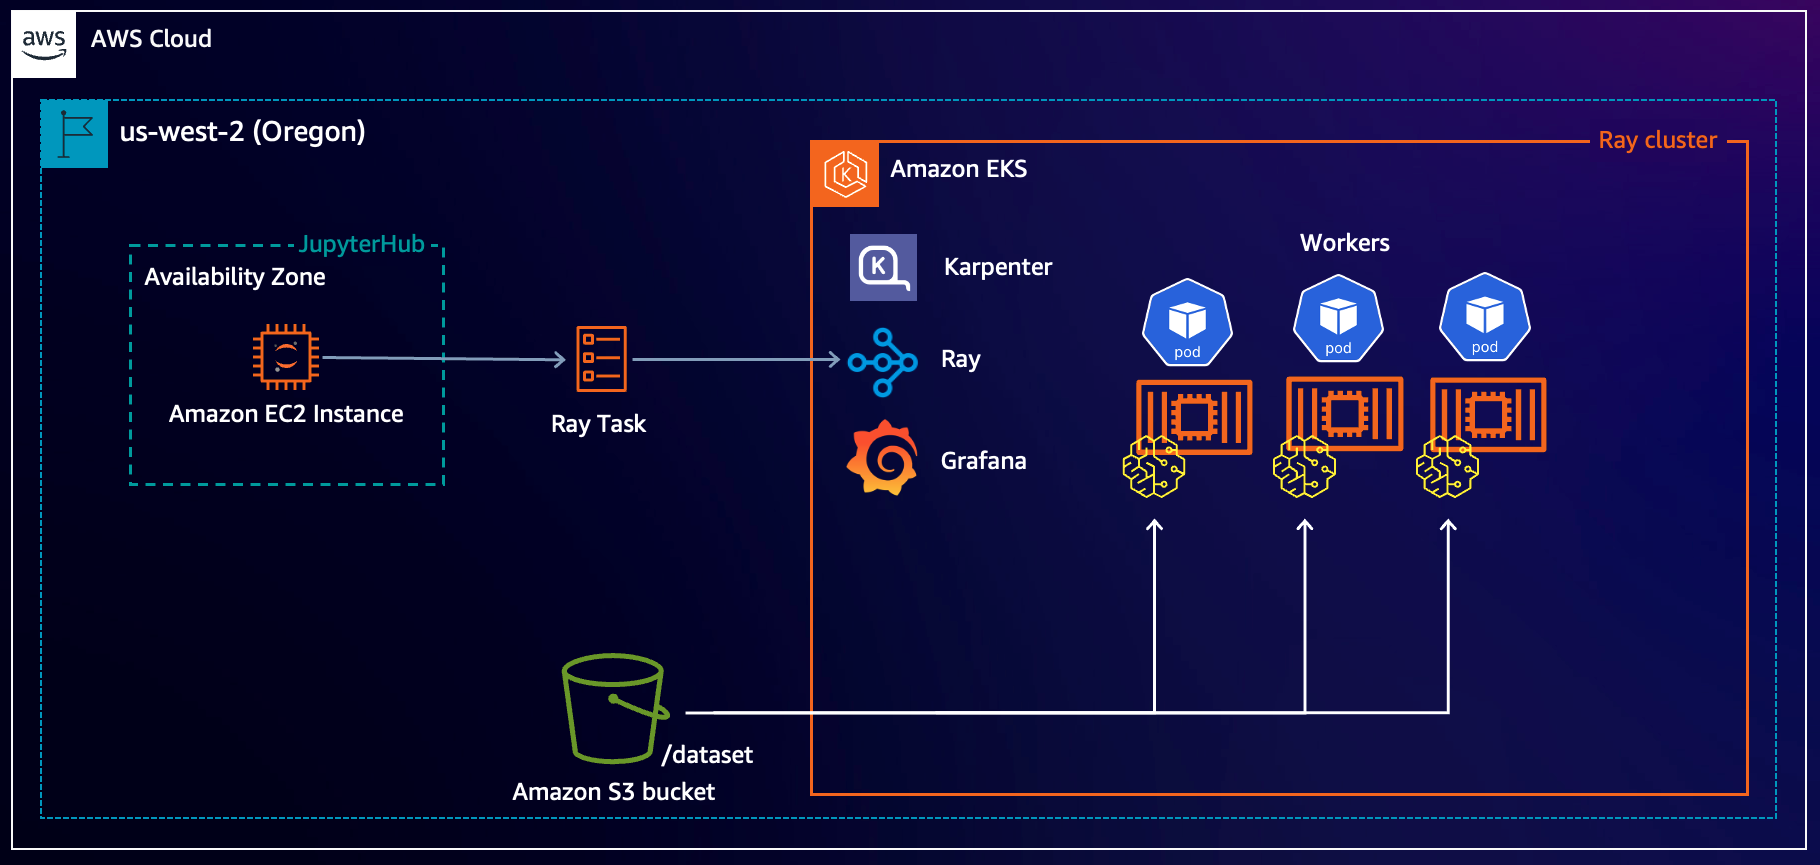 aws
AWS Cloud
us-west-2 (Oregon)
Ray cluster
K
Amazon EKS
JupyterHub
Availability Zone
Workers
K
Karpenter
pod
pod
pod
Ray
Amazon EC2 Instance
Ray Task
Grafana
/dataset
Amazon S3 bucket